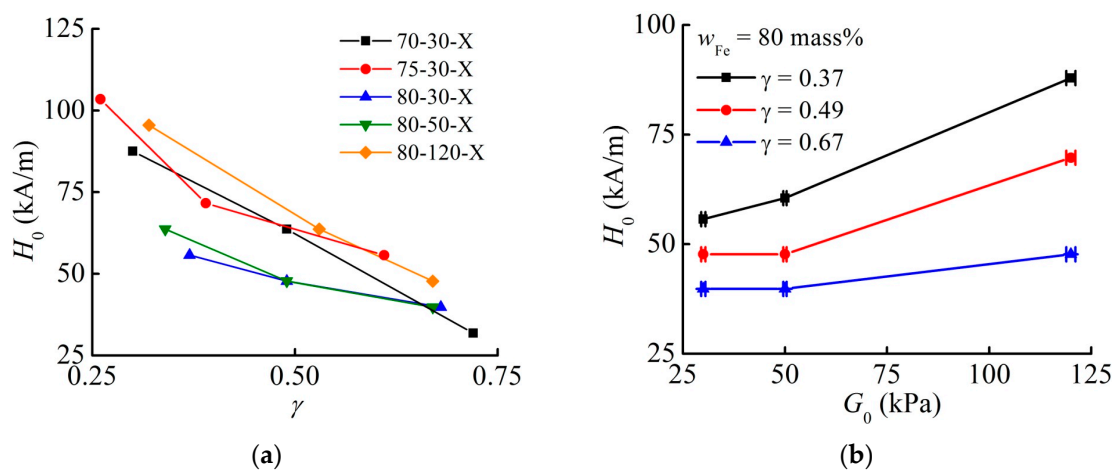 125
100
75
50
25
H₀ (kA/m)
70-30-X
75-30-X
80-30-X
80-50-X
80-120-X
0.25 0.50 0.75
γ
(a)
100
75
50
25
H₀ (kA/m)
w_Fe = 80 mass%
γ = 0.37
γ = 0.49
γ = 0.67
25 50 75 100 125
G₀ (kPa)
(b)